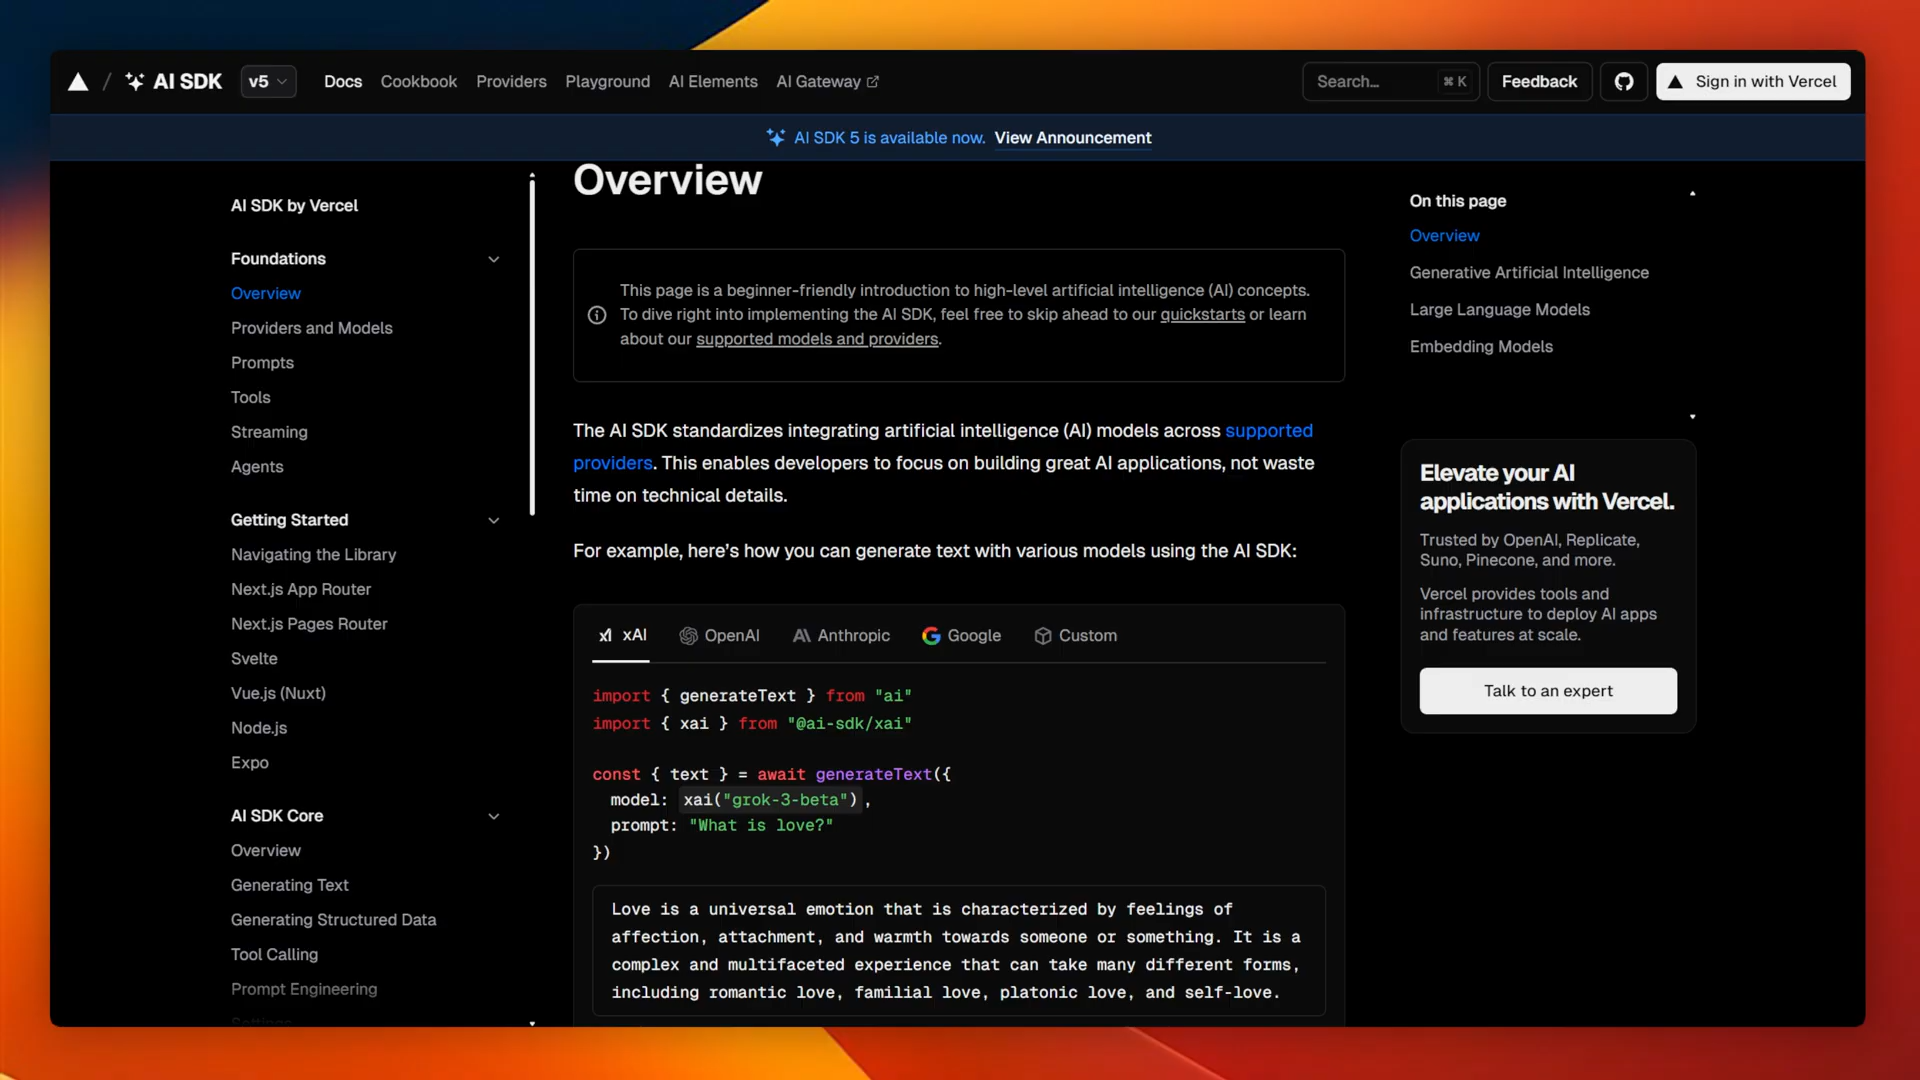 / AI SDK v5 Docs Cookbook Providers Playground AI Elements AI Gateway Search... ⌘ K Feedback Sign in with Vercel
AI SDK 5 is available now. View Announcement
AI SDK by Vercel
Foundations
Overview
Providers and Models
Prompts
Tools
Streaming
Agents
Getting Started
Navigating the Library
Next.js App Router
Next.js Pages Router
Svelte
Vue.js (Nuxt)
Node.js
Expo
AI SDK Core
Overview
Generating Text
Generating Structured Data
Tool Calling
Prompt Engineering
Overview
This page is a beginner-friendly introduction to high-level artificial intelligence (AI) concepts.
To dive right into implementing the AI SDK, feel free to skip ahead to our quickstarts or learn
about our supported models and providers.
The AI SDK standardizes integrating artificial intelligence (AI) models across supported
providers. This enables developers to focus on building great AI applications, not waste
time on technical details.
For example, here's how you can generate text with various models using the AI SDK:
xAI OpenAI Anthropic Google Custom
import { generateText } from "ai"
import { xai } from "@ai-sdk/xai"
const { text } = await generateText({
model: xai("grok-3-beta"),
prompt: "What is love?"
})
Love is a universal emotion that is characterized by feelings of
affection, attachment, and warmth towards someone or something. It is a
complex and multifaceted experience that can take many different forms,
including romantic love, familial love, platonic love, and self-love.
On this page
Overview
Generative Artificial Intelligence
Large Language Models
Embedding Models
Elevate your AI
applications with Vercel.
Trusted by OpenAI, Replicate,
Suno, Pinecone, and more.
Vercel provides tools and
infrastructure to deploy AI apps
and features at scale.
Talk to an expert